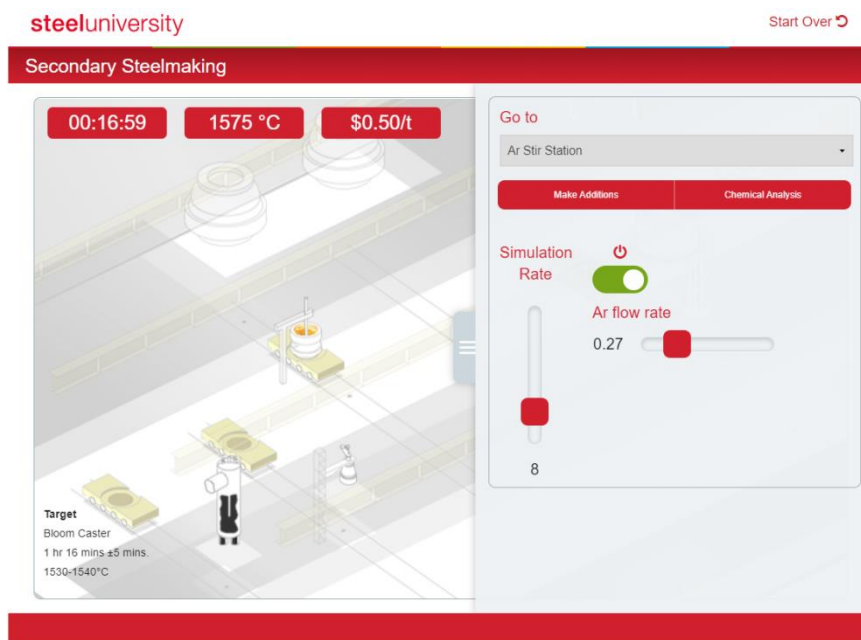 steeluniversity
Start Over
Secondary Steelmaking
00:16:59
1575 °C
$0.50/t
Target
Bloom Caster
1 hr 16 mins ±5 mins.
1530-1540°C
Go to
Ar Stir Station
Make Additions
Chemical Analysis
Simulation
Rate
8
Ar flow rate
0.27